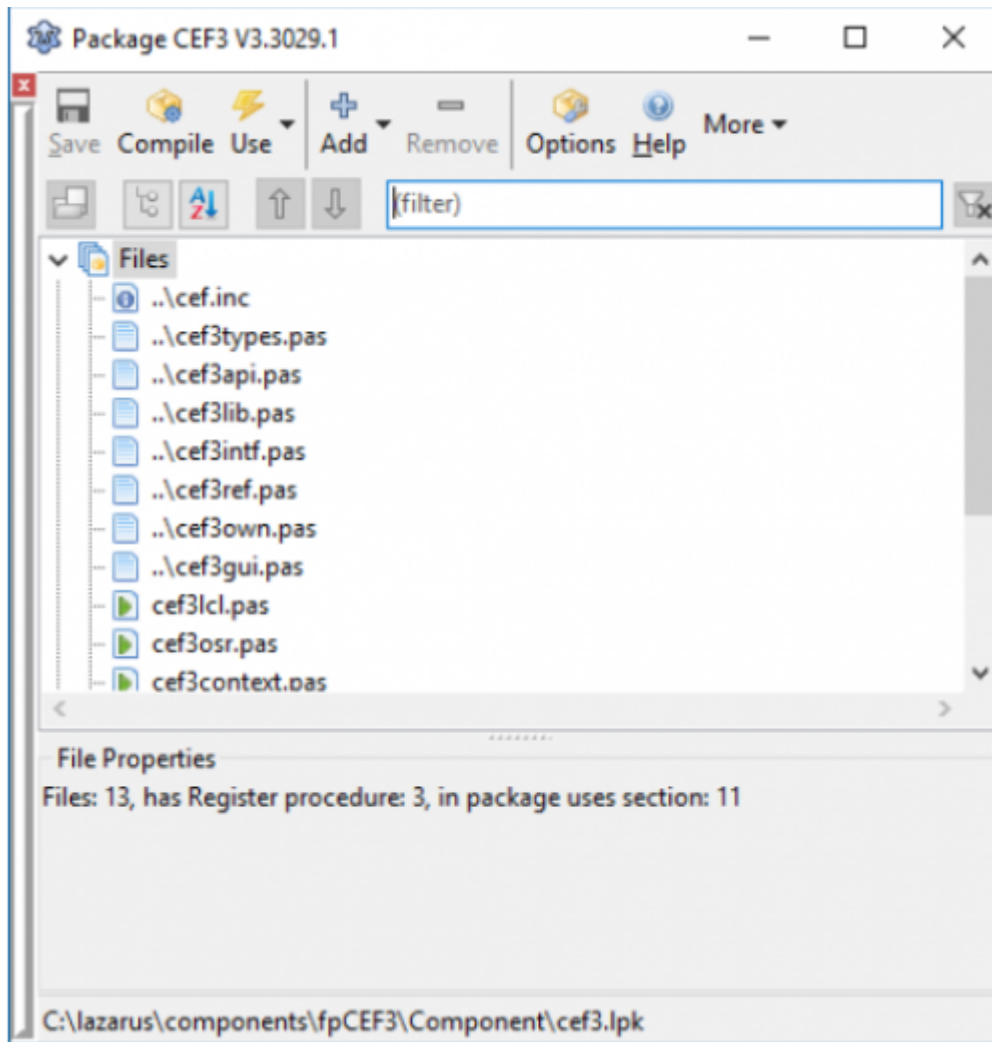 Package CEF3 V3.3029.1
Save Compile Use Add Remove Options Help More
(filter)
Files
..\cef.inc
..\cef3types.pas
..\cef3api.pas
..\cef3lib.pas
..\cef3intf.pas
..\cef3ref.pas
..\cef3own.pas
..\cef3gui.pas
cef3lcl.pas
cef3osr.pas
cef3context.pas
File Properties
Files: 13, has Register procedure: 3, in package uses section: 11
C:\lazarus\components\fpCEF3\Component\cef3.lpk